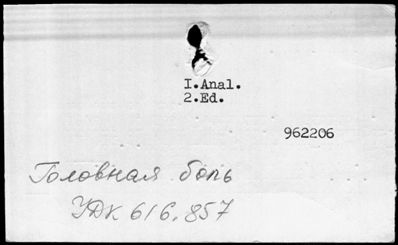 I.Anal.
2.Ed.
962206
Головная боль
УДК 616.857